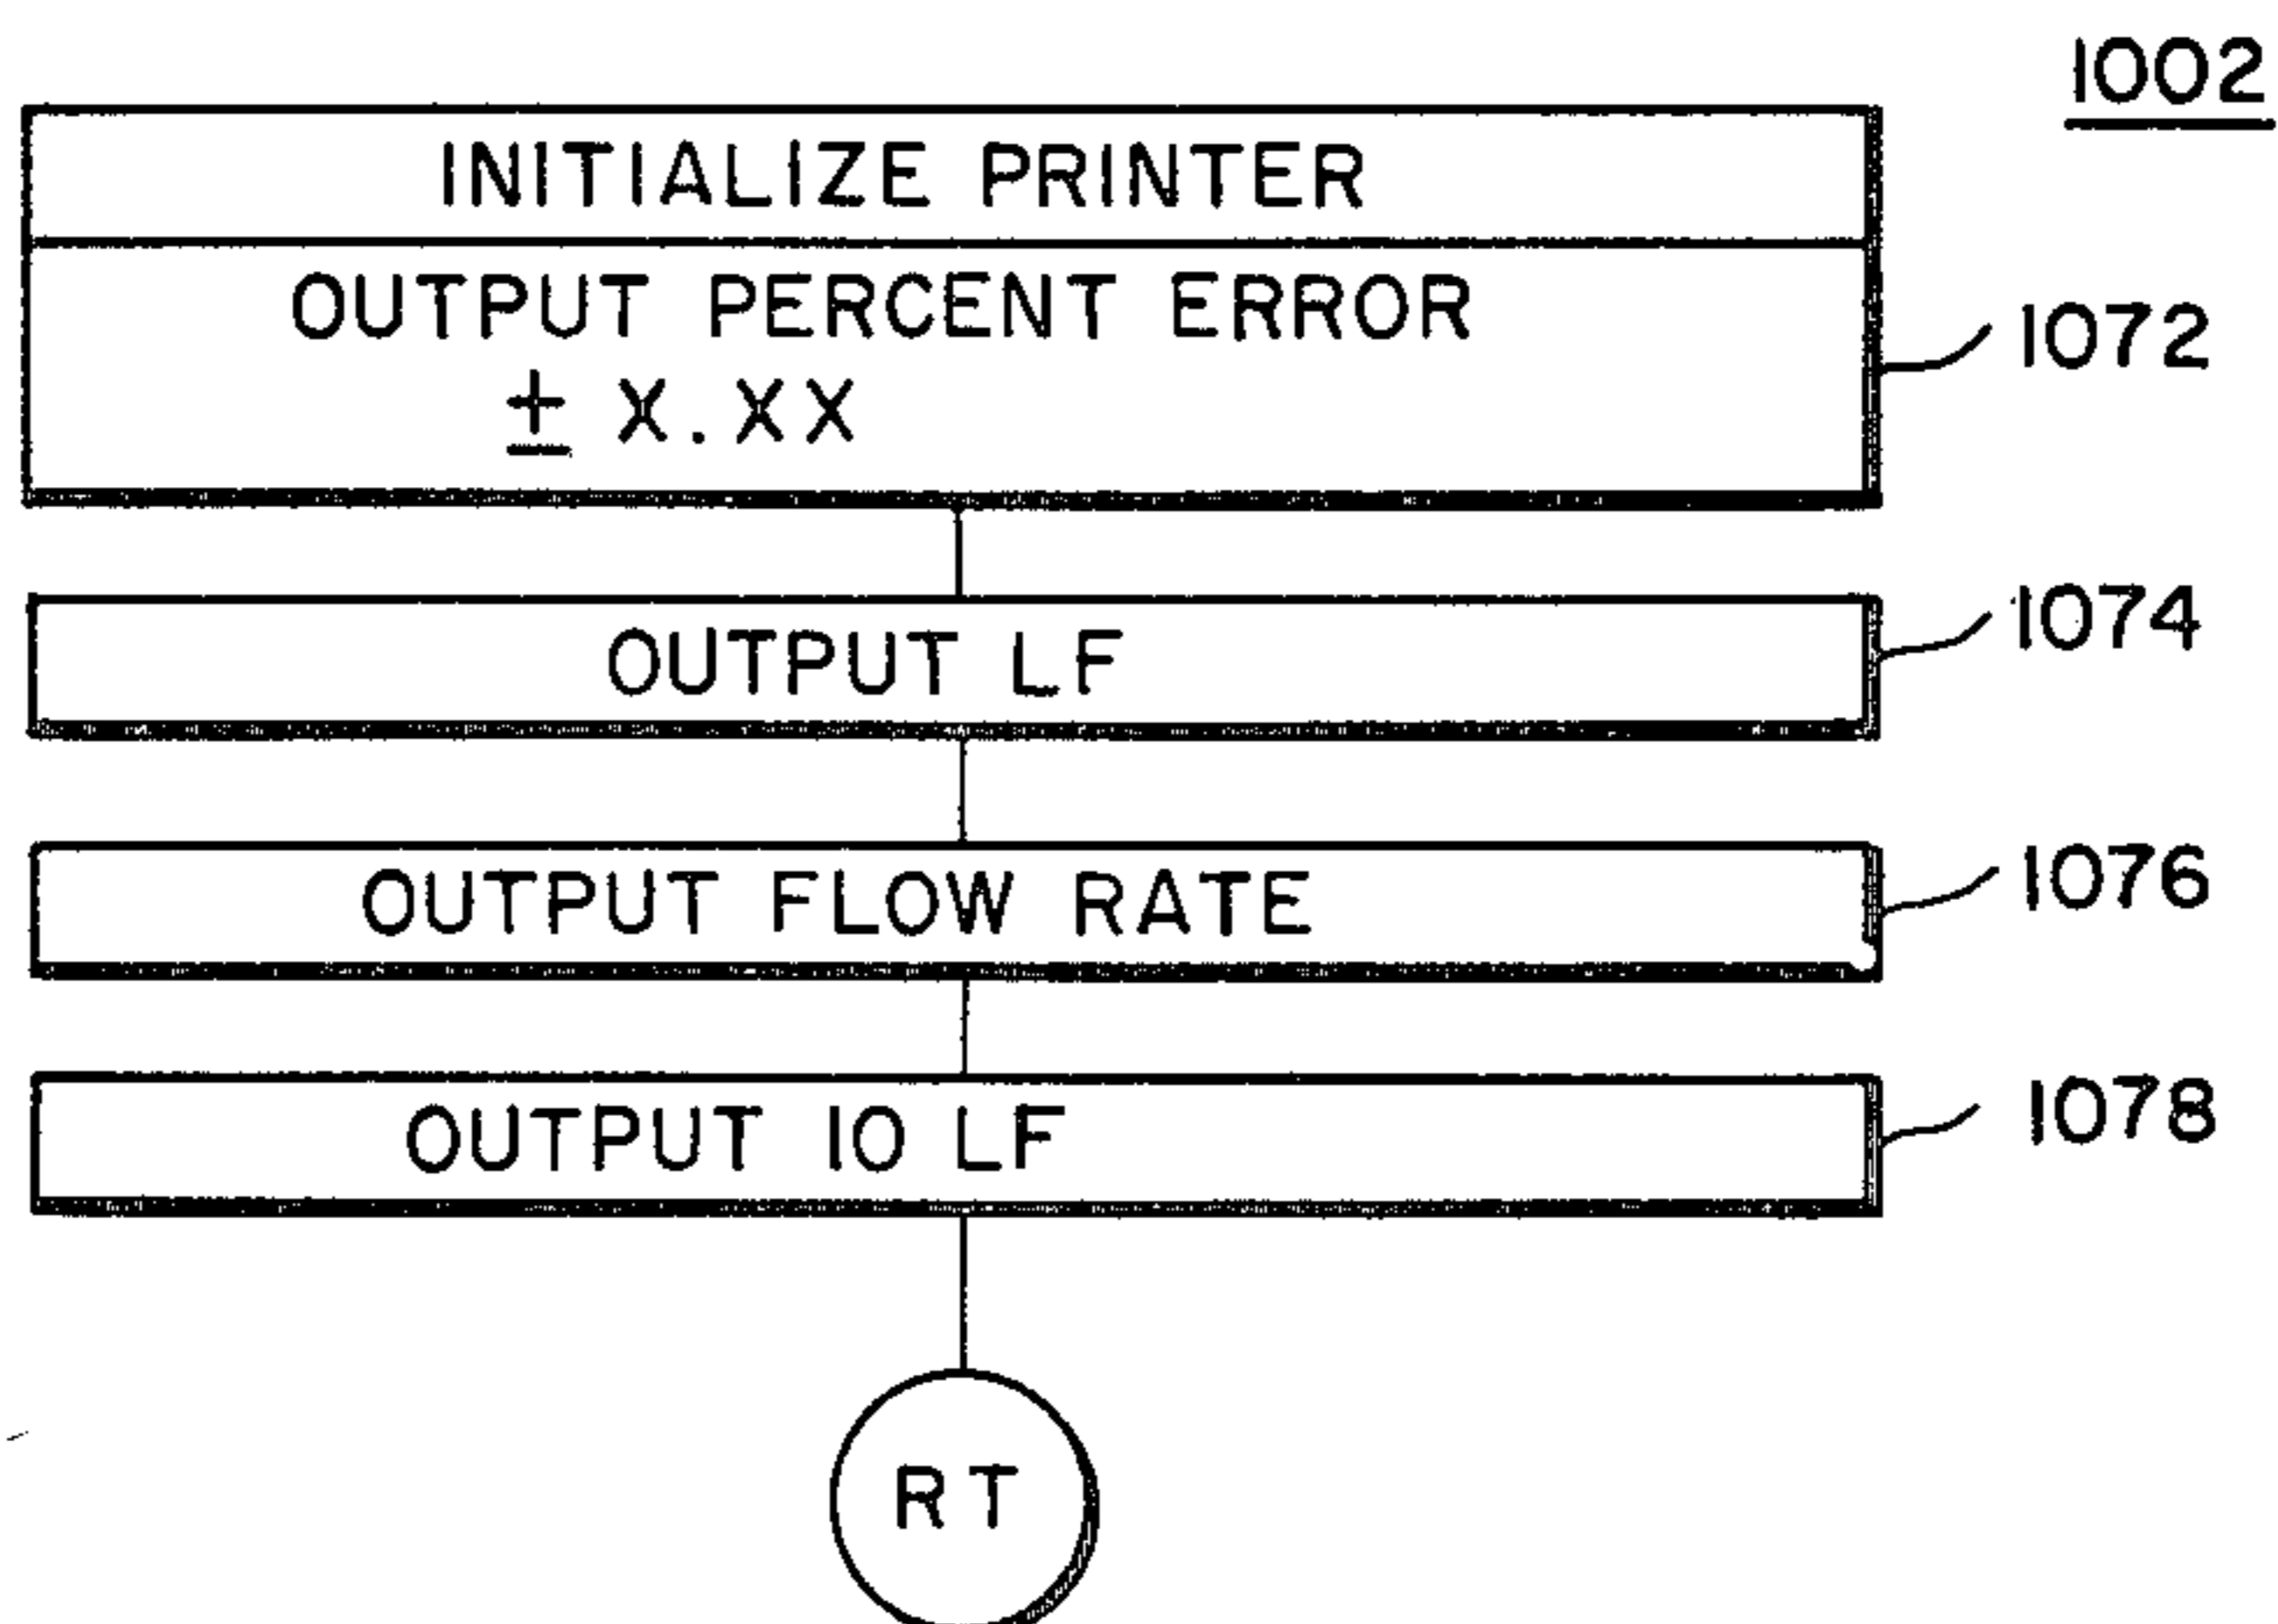 1002
INITIALIZE PRINTER
OUTPUT PERCENT ERROR
± X.XX
1072
OUTPUT LF
1074
OUTPUT FLOW RATE
1076
OUTPUT 10 LF
1078
RT